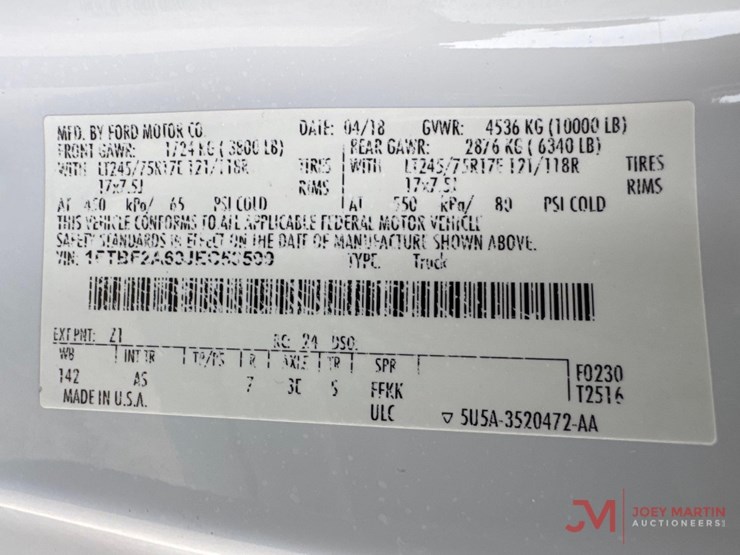 MFD. BY FORD MOTOR CO. DATE: 04/18 GVWR: 4536 KG (10000 LB)
FRONT GAWR: 1724 KG (3800 LB) REAR GAWR: 2876 KG (6340 LB)
WITH LT245/75R17E 121/118R TIRES WITH LT245/75R17E 121/118R TIRES
17x7.5J RIMS 17x7.5J RIMS
AT 450 kPa/ 65 PSI COLD AT 550 kPa/ 80 PSI COLD
THIS VEHICLE CONFORMS TO ALL APPLICABLE FEDERAL MOTOR VEHICLE
SAFETY STANDARDS IN EFFECT ON THE DATE OF MANUFACTURE SHOWN ABOVE.
VIN: TYPE: Truck
EXT PNT: Z1 RC: 24 DSO:
WB INT TR TP/PS R AXLE TR SPR
142 AS 7 5 F0230
MADE IN U.S.A. T2516
ULC 5U5A-3520472-AA
JM JOEY MARTIN
AUCTIONEERS